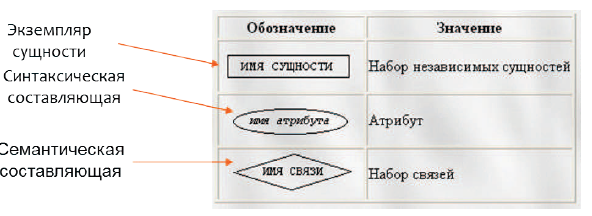 Экземпляр
сущности
Синтаксическая
составляющая
Семантическая
составляющая
Обозначение Значение
ИМЯ СУЩНОСТИ Набор независимых сущностей
имя атрибута Атрибут
ИМЯ СВЯЗИ Набор связей